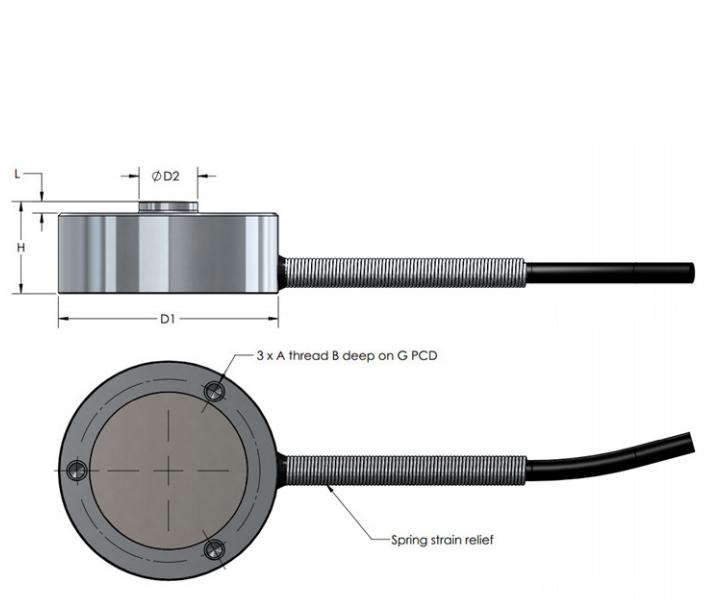 L
ØD2
H
D1
3 x A thread B deep on G PCD
Spring strain relief